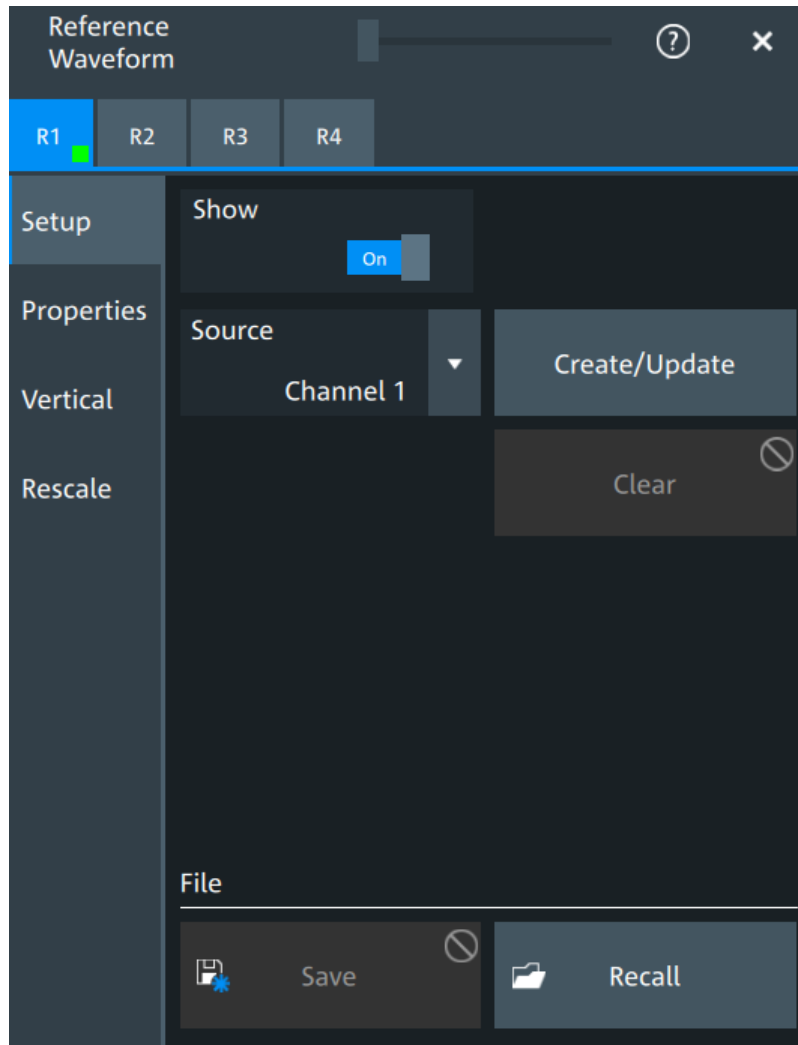 Reference
Waveform
?
R1 R2 R3 R4
Setup
Properties
Vertical
Rescale
Show
On
Source
Channel 1
Create/Update
Clear
File
Save
Recall